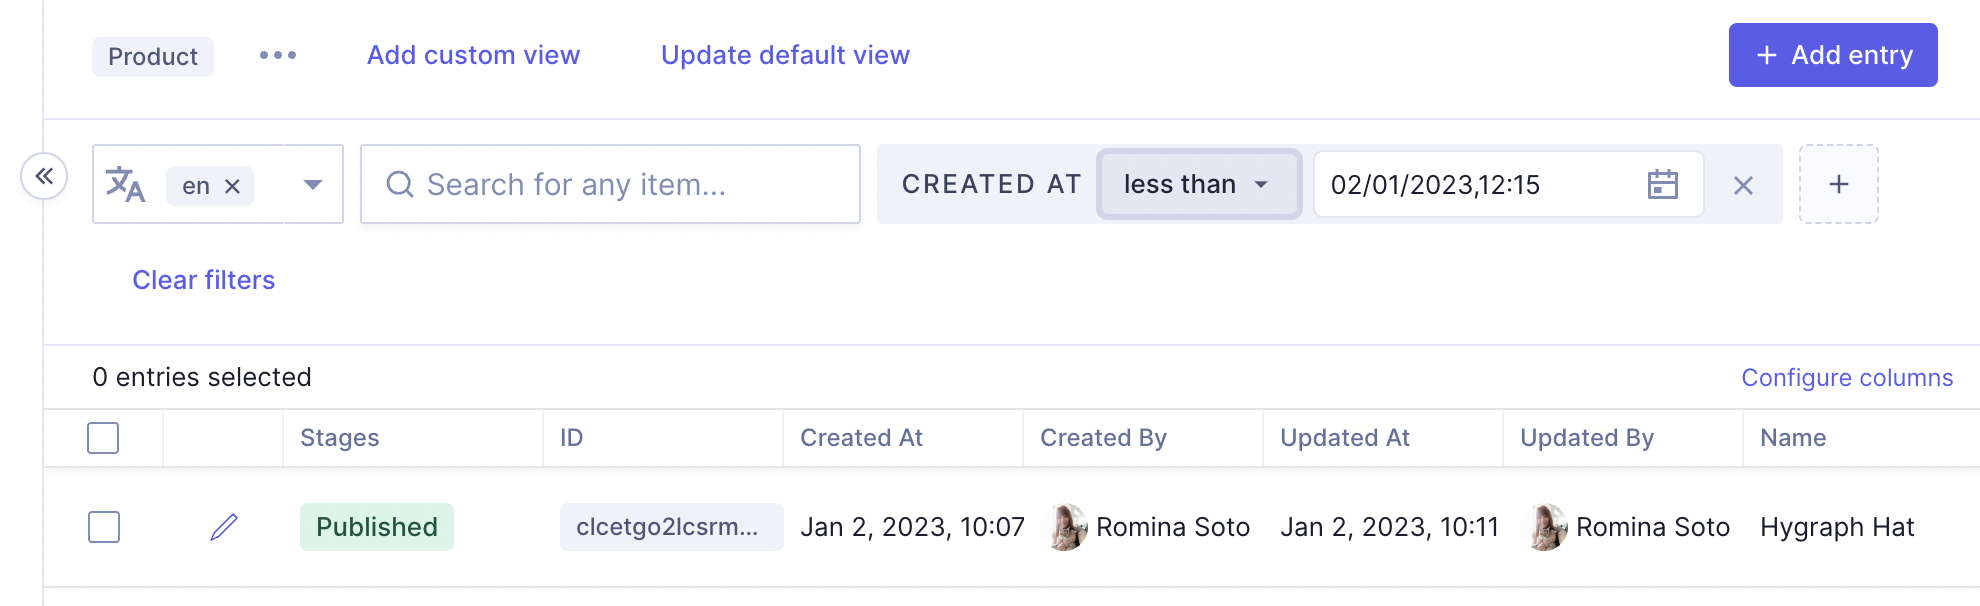 Product ••• Add custom view Update default view + Add entry
en × Search for any item... CREATED AT less than 02/01/2023,12:15 × +
Clear filters
0 entries selected Configure columns
Stages ID Created At Created By Updated At Updated By Name
Published clcetgo2lcsrm... Jan 2, 2023, 10:07 Romina Soto Jan 2, 2023, 10:11 Romina Soto Hygraph Hat